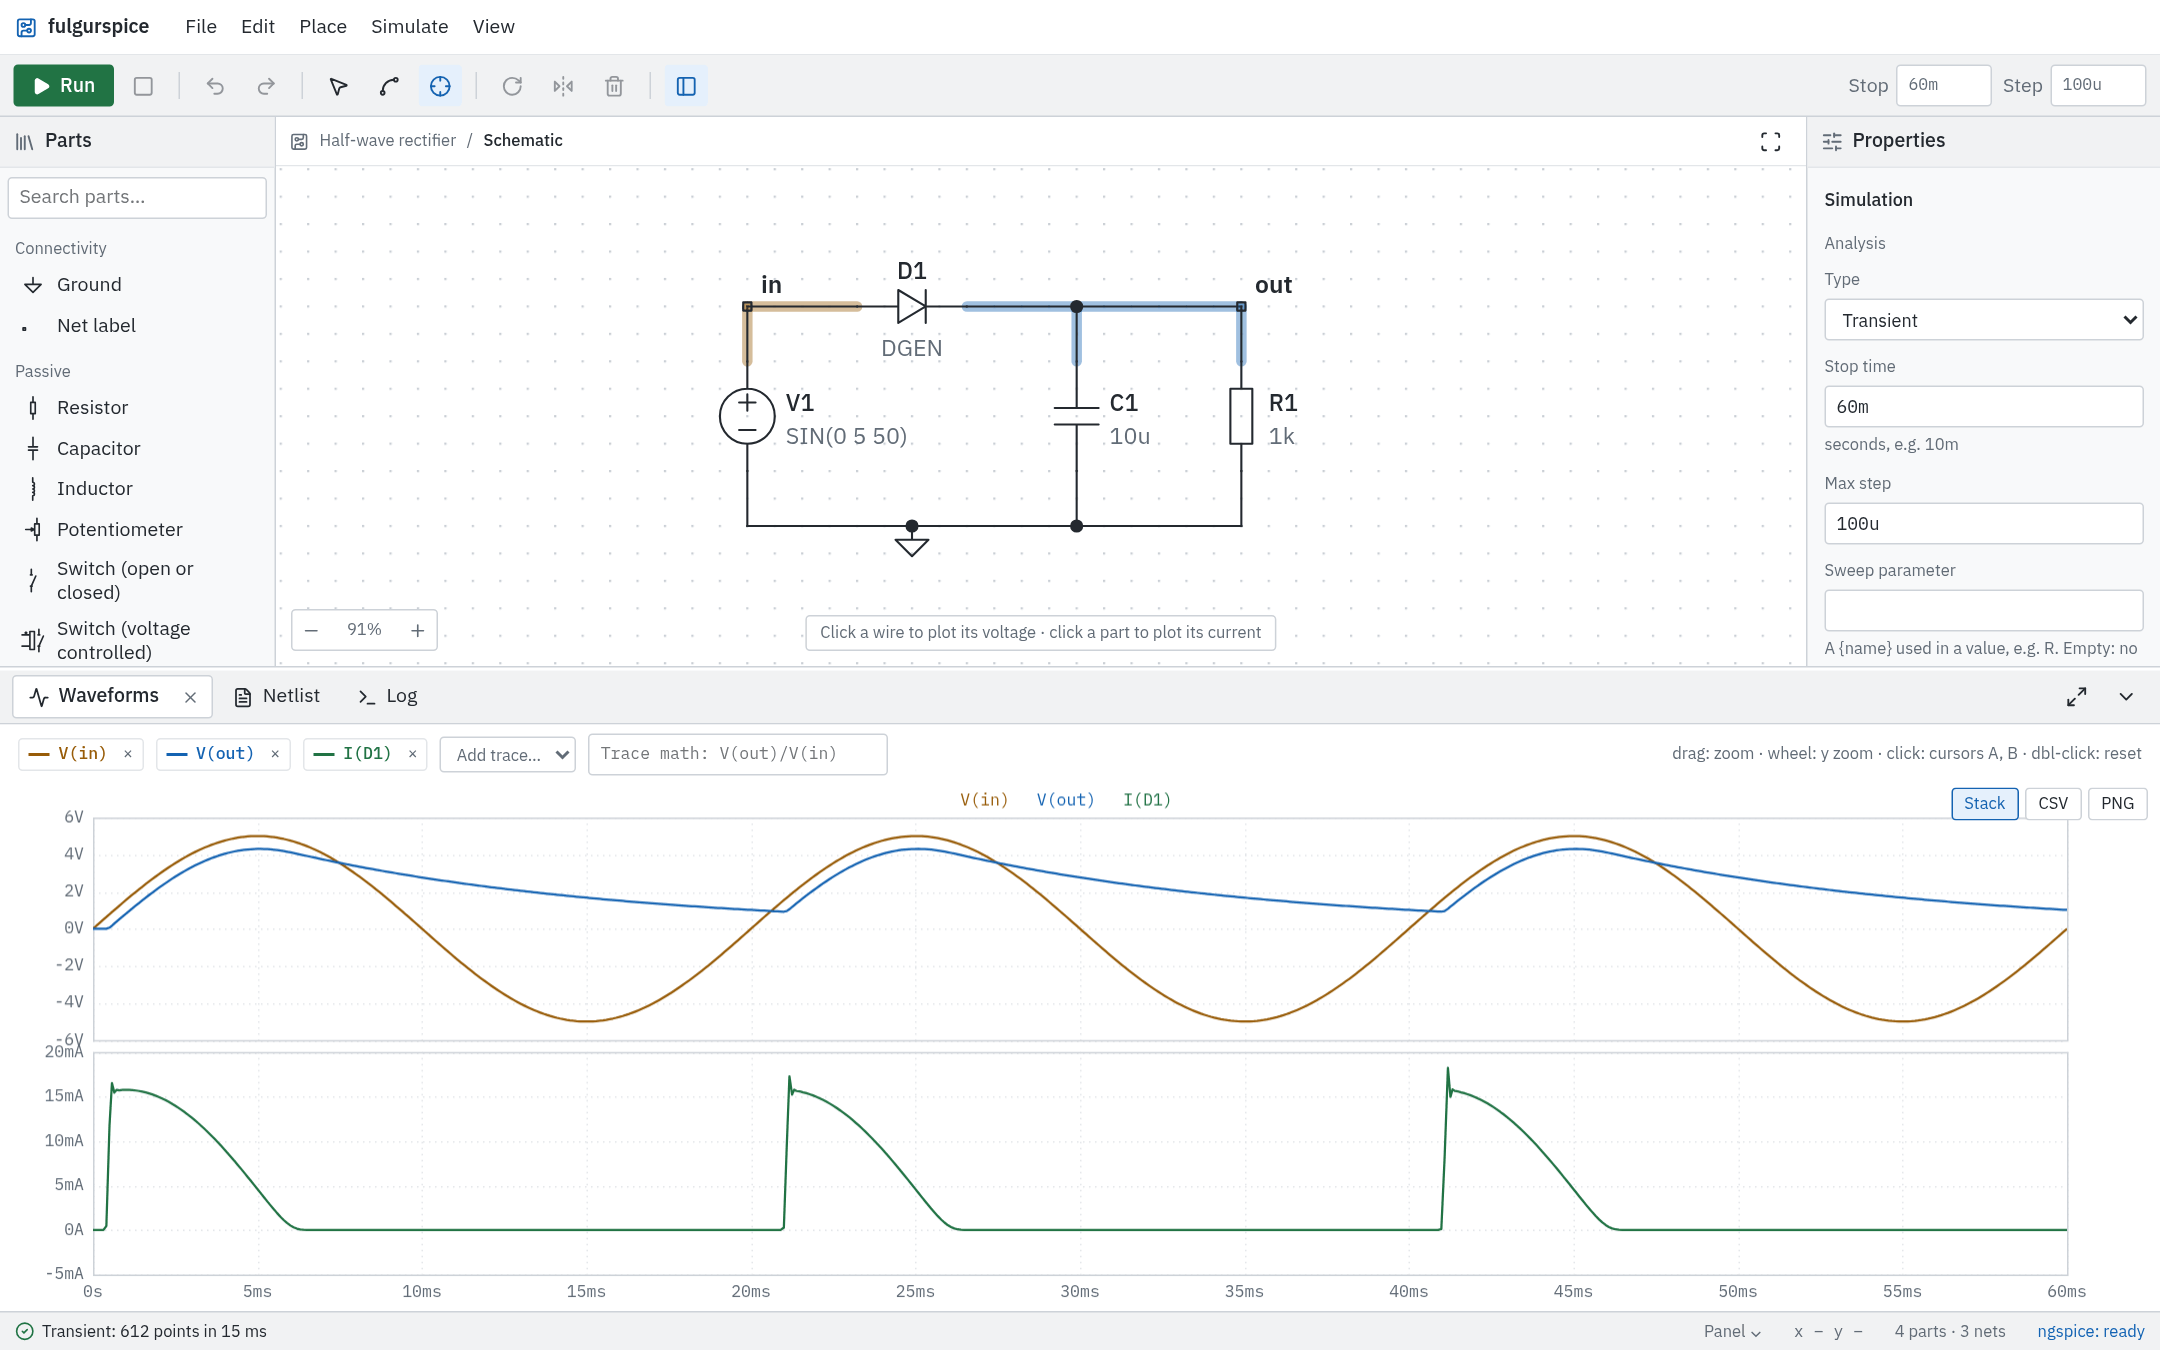 fulgurspice File Edit Place Simulate View
Run Stop 60m Step 100u
Parts
Search parts...
Connectivity
Ground
Net label
Passive
Resistor
Capacitor
Inductor
Potentiometer
Switch (open or
closed)
Switch (voltage
controlled)
Half-wave rectifier / Schematic
in
D1
out
DGEN
V1
SIN(0 5 50)
C1
10u
R1
1k
91%
Click a wire to plot its voltage · click a part to plot its current
Properties
Simulation
Analysis
Type
Transient
Stop time
60m
seconds, e.g. 10m
Max step
100u
Sweep parameter
A {name} used in a value, e.g. R. Empty: no
Waveforms Netlist Log
V(in) × V(out) × I(D1) × Add trace... Trace math: V(out)/V(in) drag: zoom · wheel: y zoom · click: cursors A, B · dbl-click: reset
V(in) V(out) I(D1)
Stack CSV PNG
6V
4V
2V
0V
-2V
-4V
-6V
20mA
15mA
10mA
5mA
0A
-5mA
0s 5ms 10ms 15ms 20ms 25ms 30ms 35ms 40ms 45ms 50ms 55ms 60ms
Transient: 612 points in 15 ms Panel x – y – 4 parts · 3 nets ngspice: ready